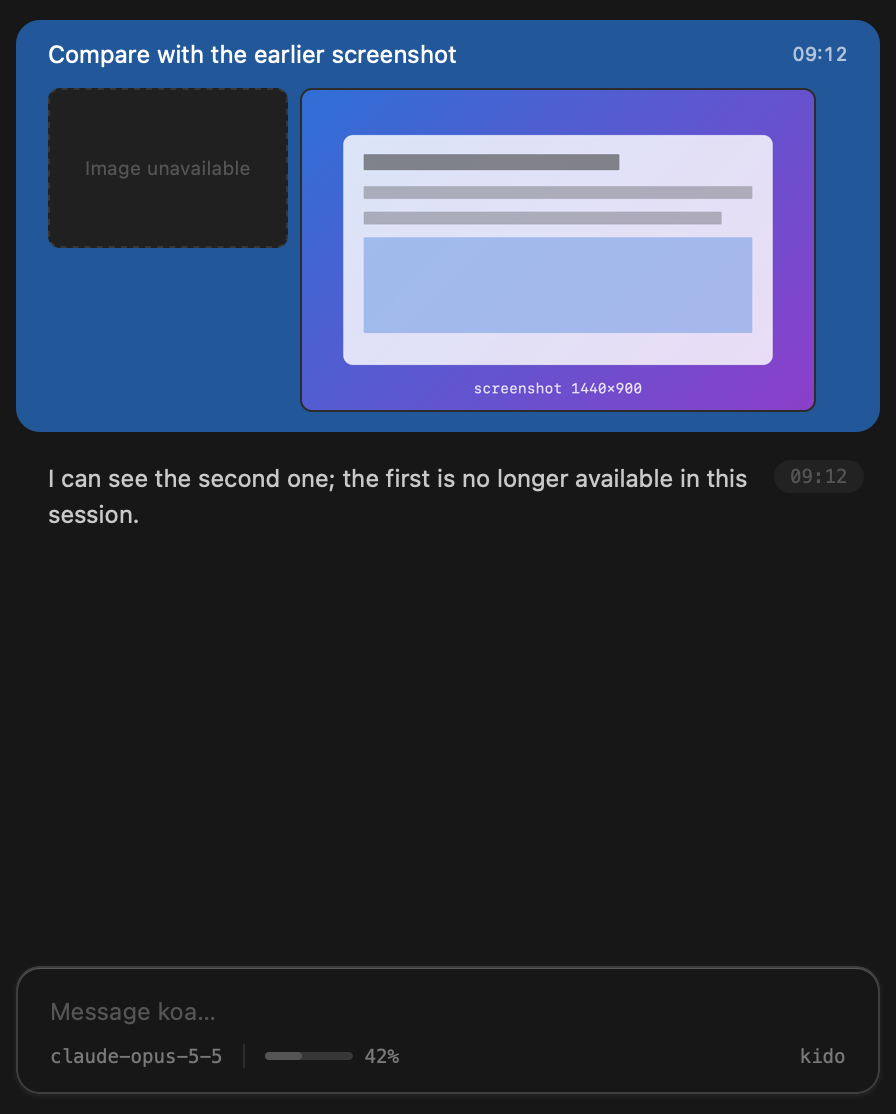 Compare with the earlier screenshot
09:12
Image unavailable
screenshot 1440×900
I can see the second one; the first is no longer available in this
session.
09:12
Message koa...
claude-opus-5-5
42%
kido